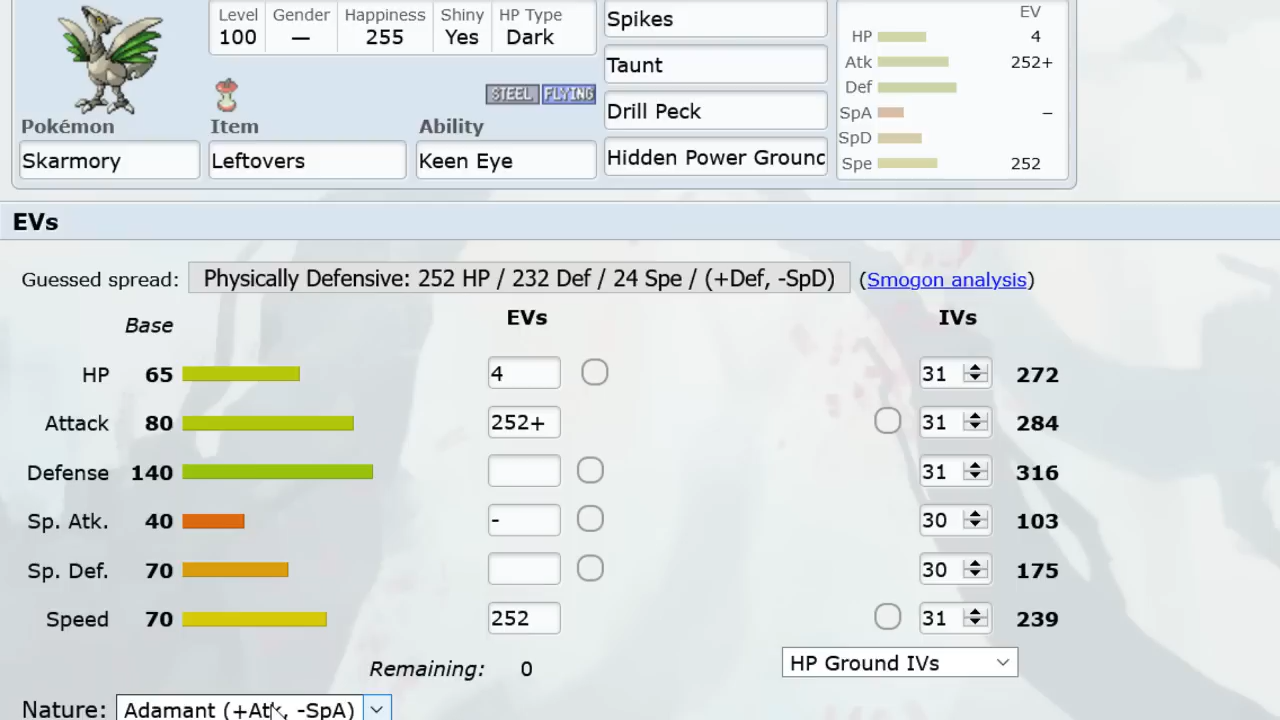 Level Gender Happiness Shiny HP Type
100 — 255 Yes Dark
STEEL FLYING
Pokémon Item Ability
Skarmory Leftovers Keen Eye
Spikes
Taunt
Drill Peck
Hidden Power Ground
EV
HP 4
Atk 252+
Def
SpA –
SpD
Spe 252
EVs
Guessed spread: Physically Defensive: 252 HP / 232 Def / 24 Spe / (+Def, -SpD) (Smogon analysis)
Base EVs IVs
HP 65 4 31 272
Attack 80 252+ 31 284
Defense 140 31 316
Sp. Atk. 40 - 30 103
Sp. Def. 70 30 175
Speed 70 252 31 239
Remaining: 0 HP Ground IVs
Nature: Adamant (+Atk, -SpA)